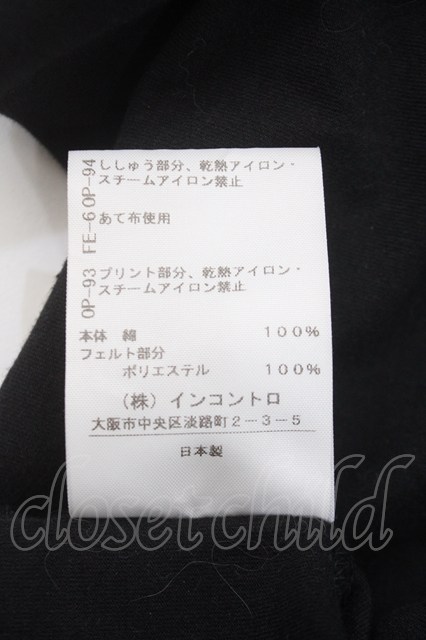 OP-94 ししゅう部分、乾熱アイロン・
スチームアイロン禁止
FE-6 あて布使用
OP-93 プリント部分、乾熱アイロン・
スチームアイロン禁止
本体 綿 100%
フェルト部分
ポリエステル 100%
(株) インコントロ
大阪市中央区淡路町2-3-5
日本製
closet child